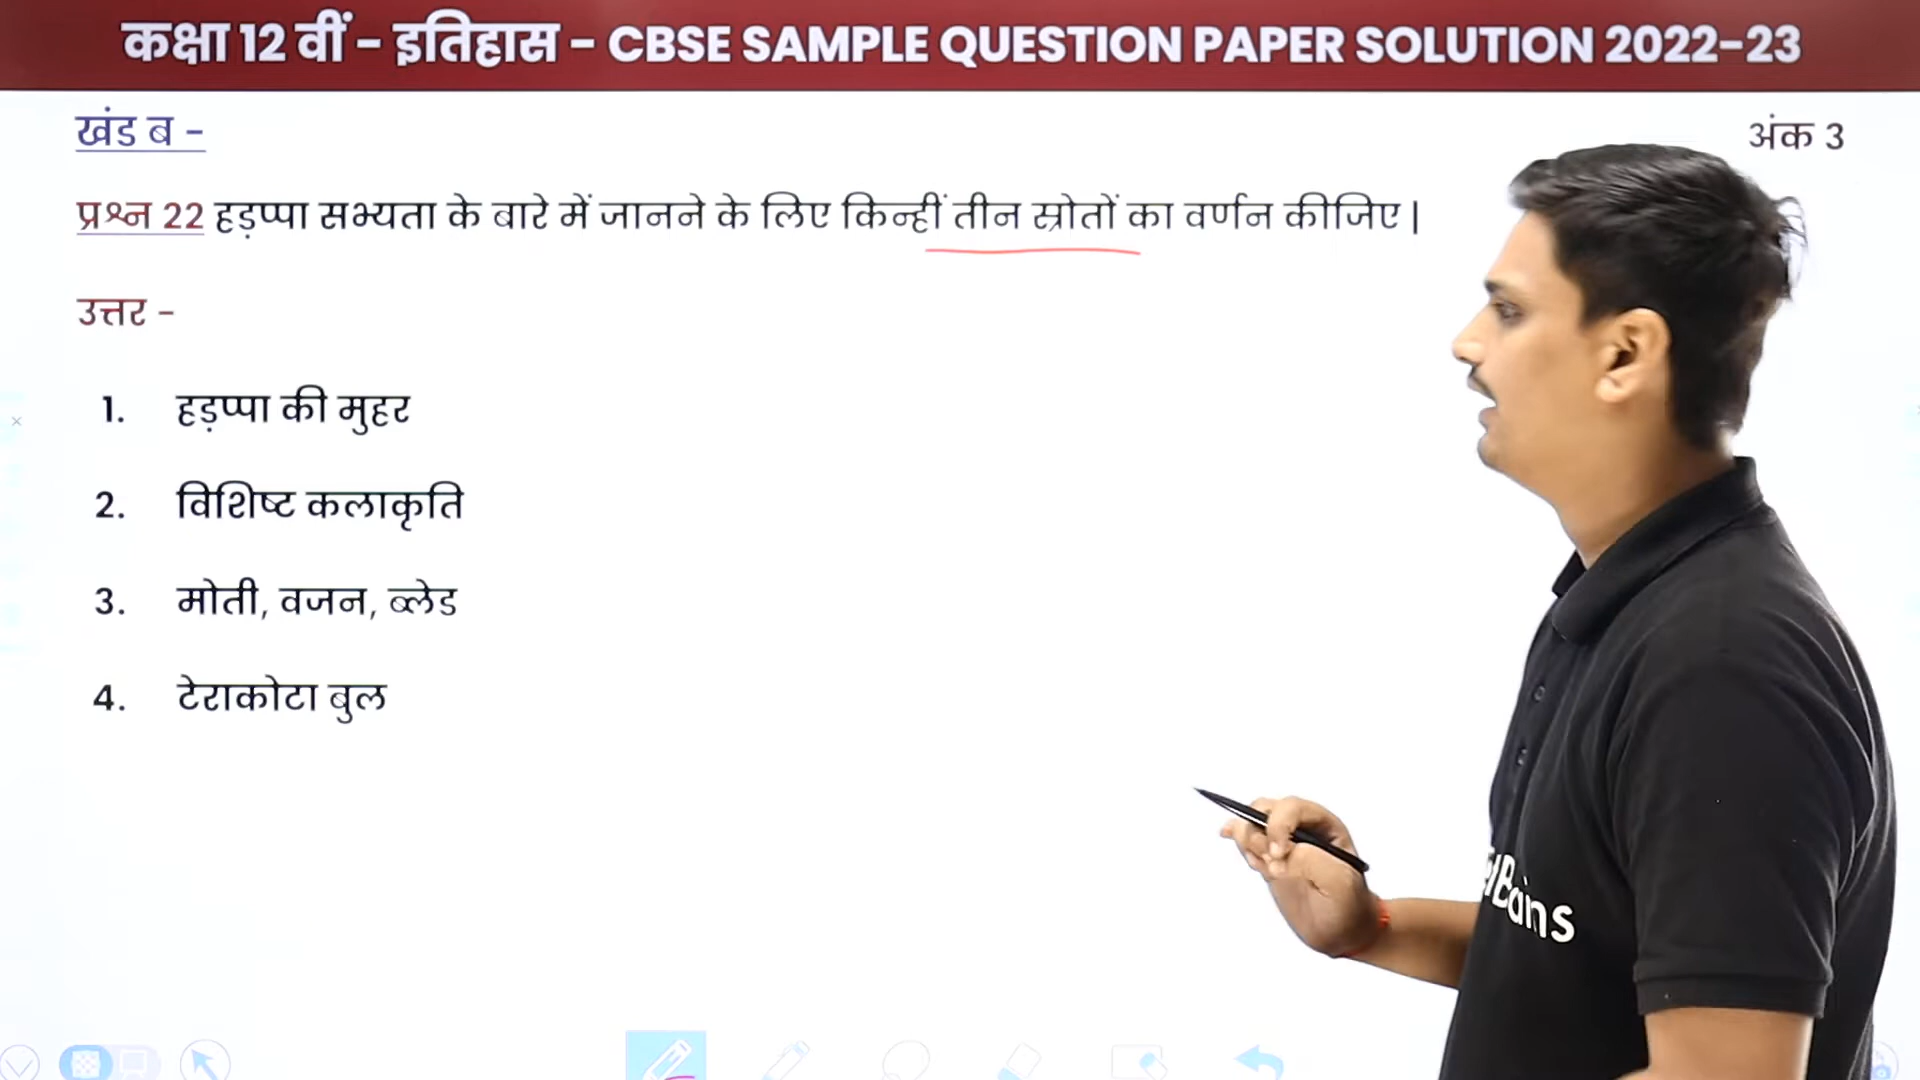 कक्षा 12 वीं - इतिहास - CBSE SAMPLE QUESTION PAPER SOLUTION 2022-23
खंड ब -
अंक 3
प्रश्न 22 हड़प्पा सभ्यता के बारे में जानने के लिए किन्हीं तीन स्रोतों का वर्णन कीजिए |
उत्तर -
1. हड़प्पा की मुहर
2. विशिष्ट कलाकृति
3. मोती, वजन, ब्लेड
4. टेराकोटा बुल